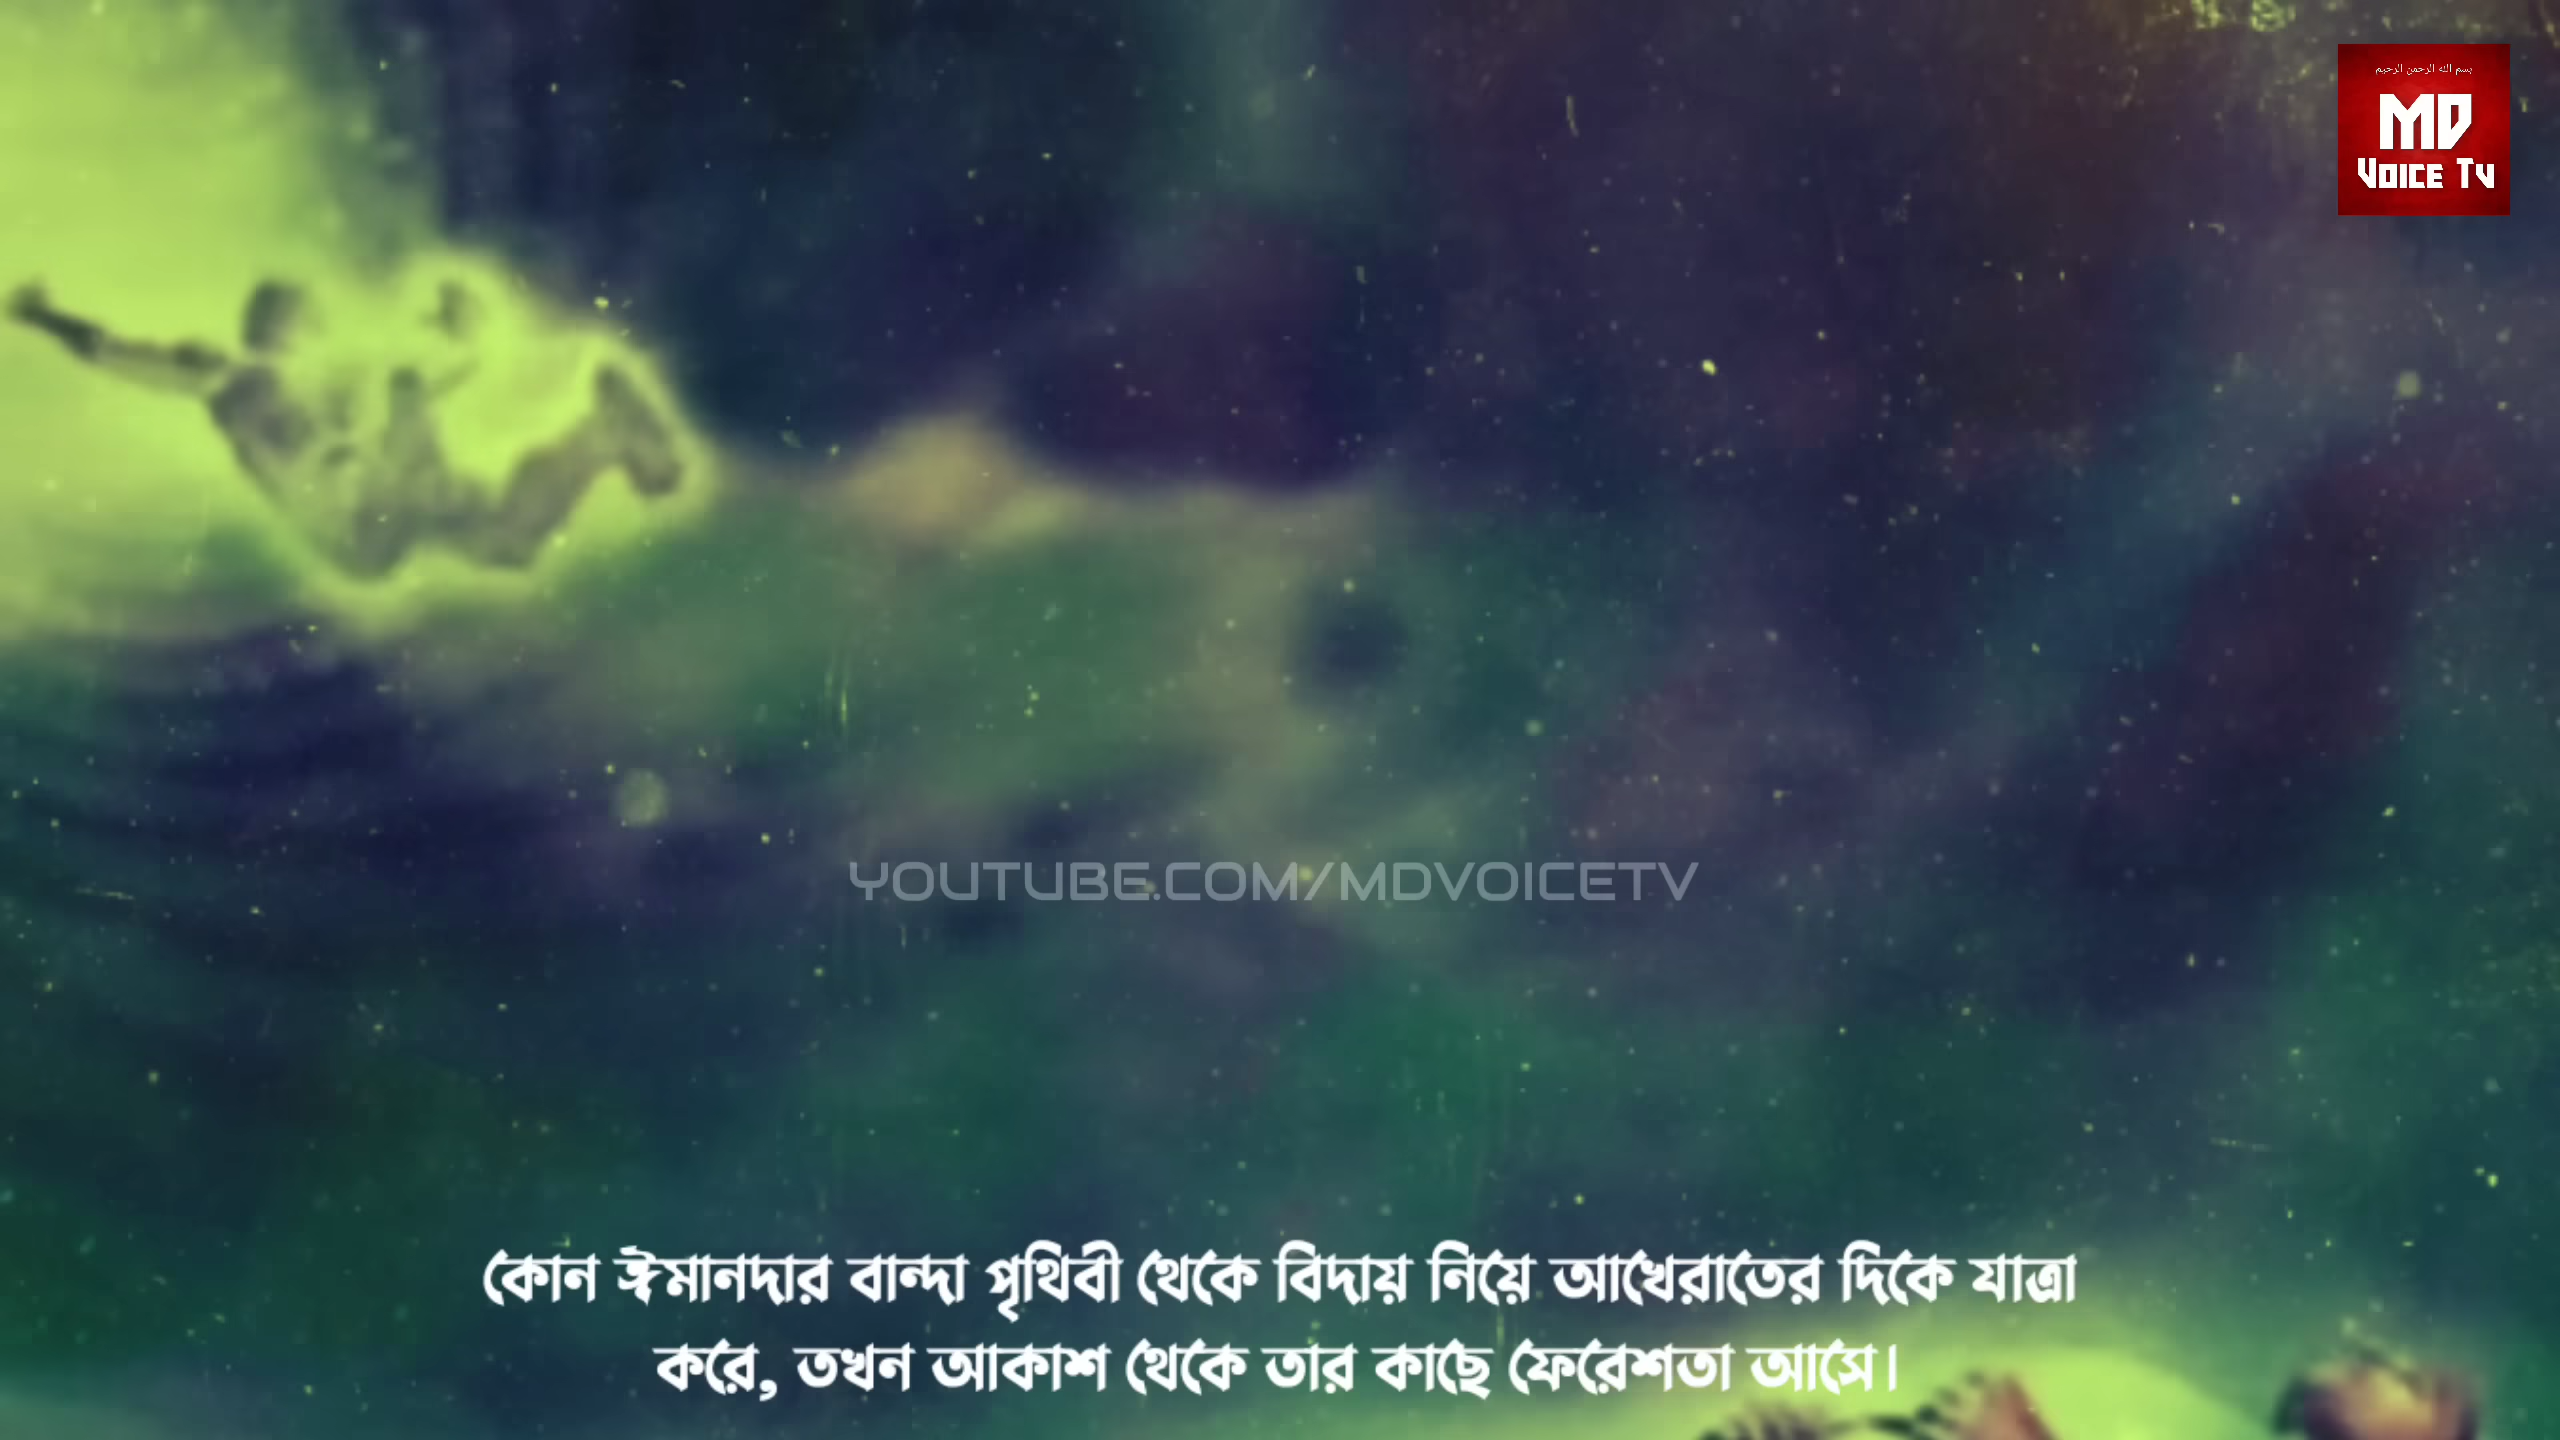 بسم الله الرحمن الرحيم
MD
VOICE TV
YOUTUBE.COM/MDVOICETV
কোন ঈমানদার বান্দা পৃথিবী থেকে বিদায় নিয়ে আখেরাতের দিকে যাত্রা
করে, তখন আকাশ থেকে তার কাছে ফেরেশতা আসে।